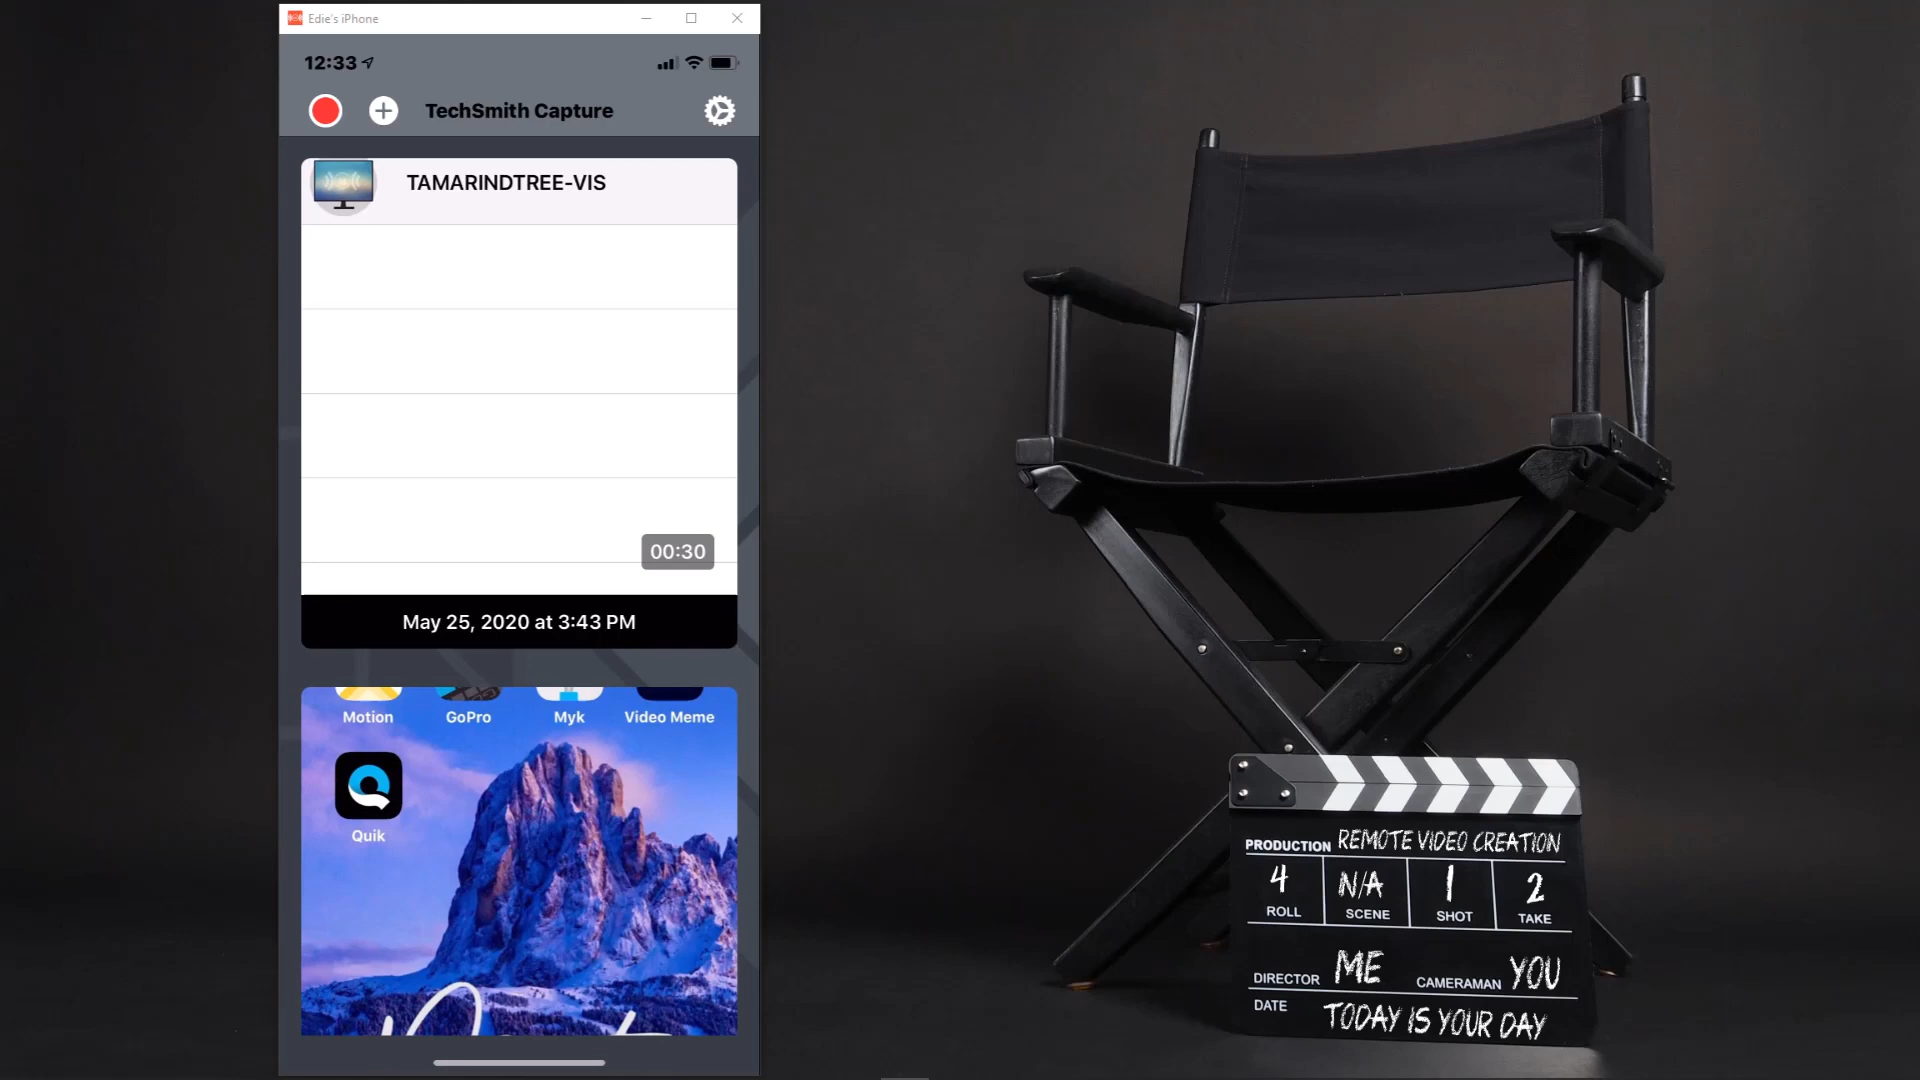 Edie's iPhone
12:33
TechSmith Capture
TAMARINDTREE-VIS
00:30
May 25, 2020 at 3:43 PM
Motion GoPro Myk Video Meme
Quik
PRODUCTION REMOTE VIDEO CREATION
4 N/A 1 2
ROLL SCENE SHOT TAKE
DIRECTOR ME CAMERAMAN YOU
DATE TODAY IS YOUR DAY